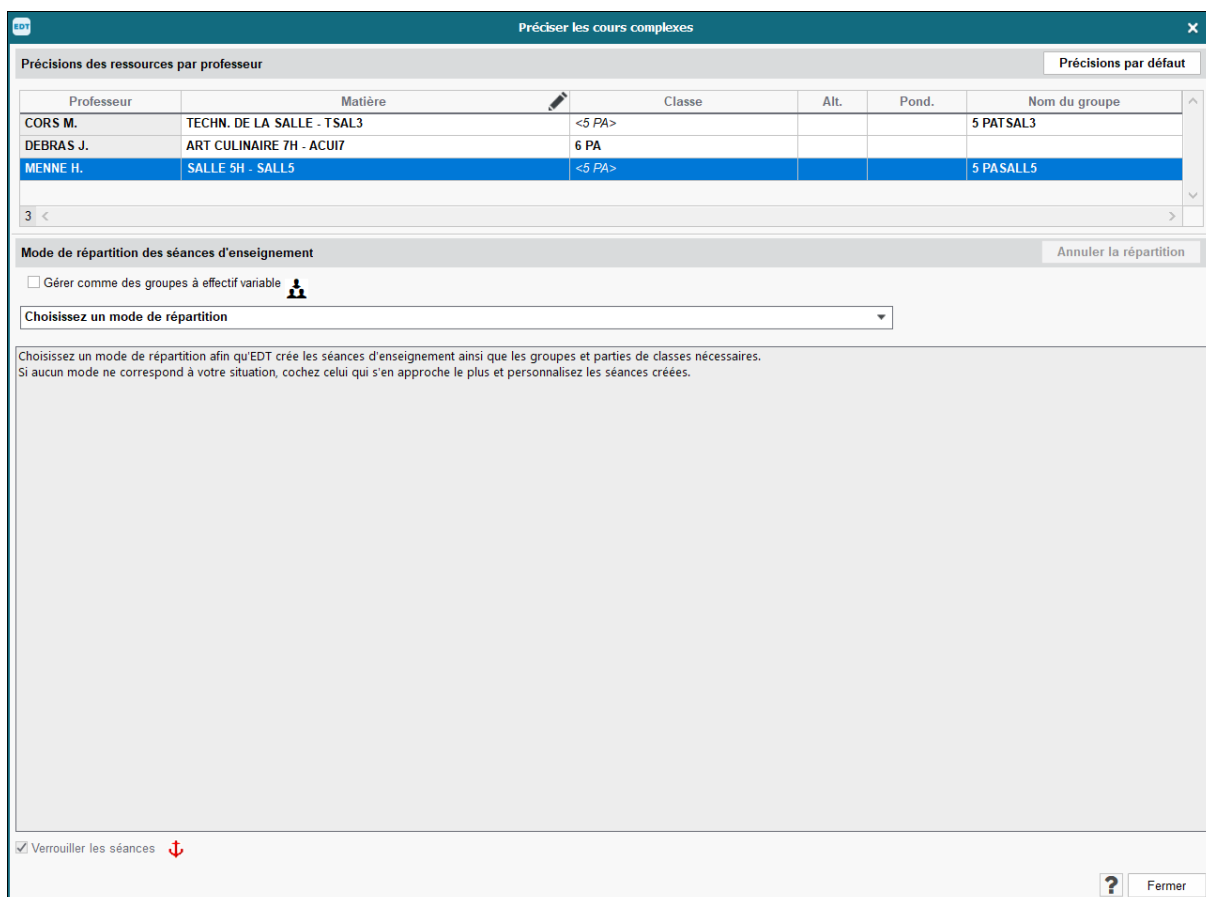 EDT Préciser les cours complexes
Précisions des ressources par professeur Précisions par défaut
Professeur Matière Classe Alt. Pond. Nom du groupe
CORS M. TECHN. DE LA SALLE - TSAL3 <5 PA> 5 PATSAL3
DEBRAS J. ART CULINAIRE 7H - ACUI7 6 PA
MENNE H. SALLE 5H - SALL5 <5 PA> 5 PASALL5
3
Mode de répartition des séances d'enseignement Annuler la répartition
Gérer comme des groupes à effectif variable
Choisissez un mode de répartition
Choisissez un mode de répartition afin qu'EDT crée les séances d'enseignement ainsi que les groupes et parties de classes nécessaires.
Si aucun mode ne correspond à votre situation, cochez celui qui s'en approche le plus et personnalisez les séances créées.
Verrouiller les séances
? Fermer